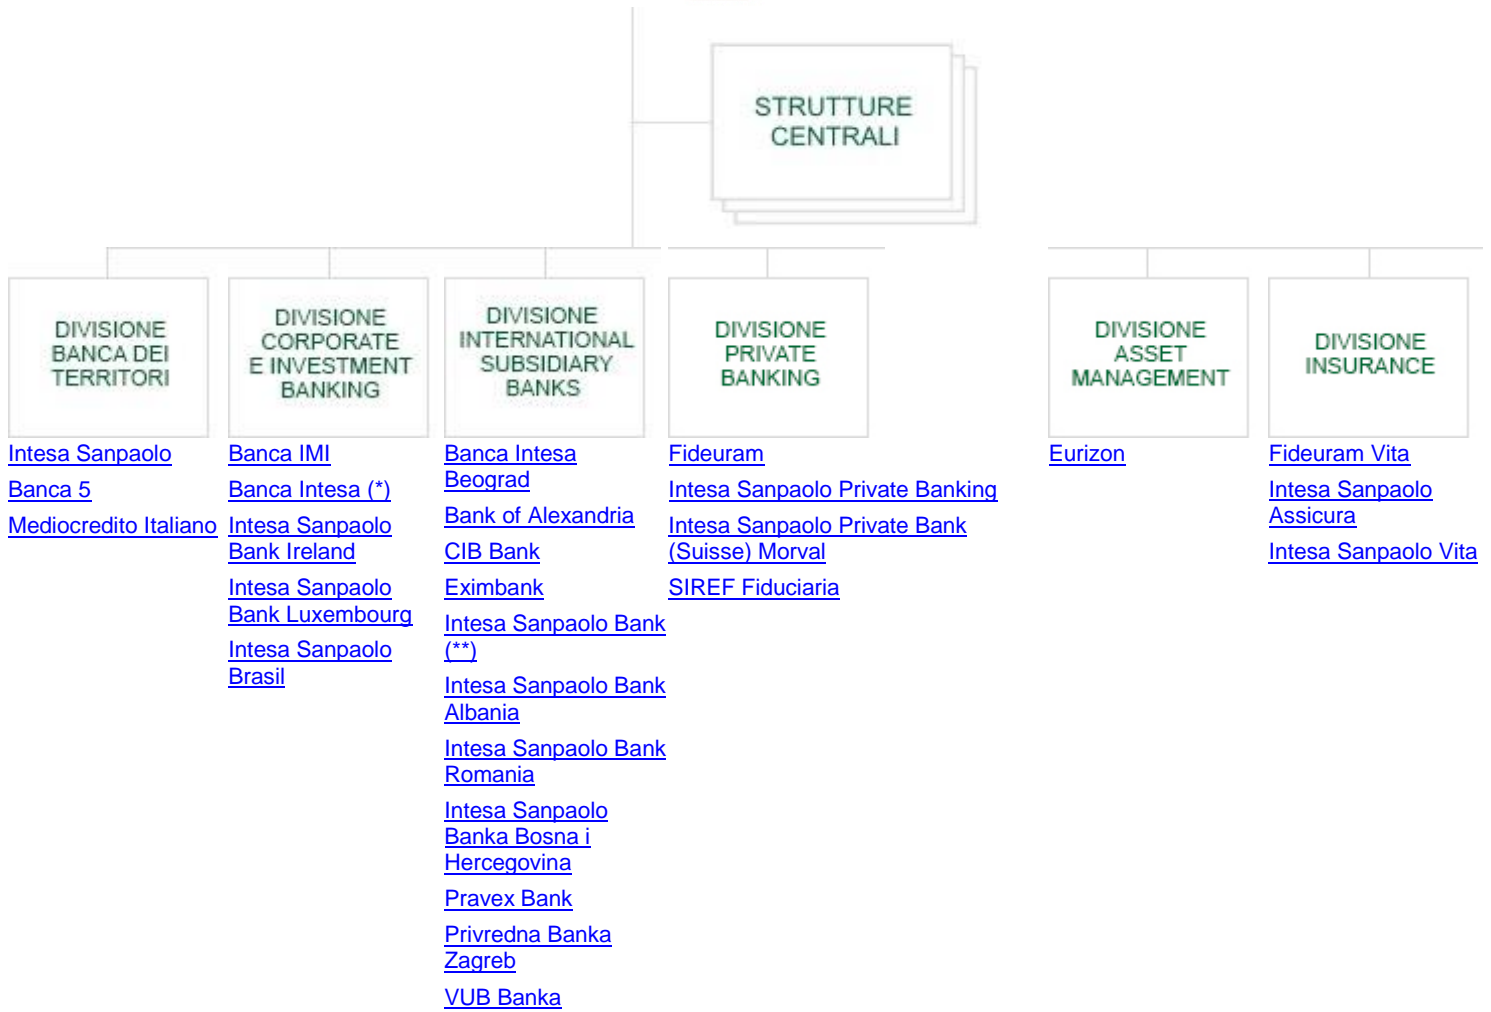 STRUTTURE
CENTRALI
DIVISIONE
BANCA DEI
TERRITORI
Intesa Sanpaolo
Banca 5
Mediocredito Italiano
DIVISIONE
CORPORATE
E INVESTMENT
BANKING
Banca IMI
Banca Intesa (*)
Intesa Sanpaolo
Bank Ireland
Intesa Sanpaolo
Bank Luxembourg
Intesa Sanpaolo
Brasil
DIVISIONE
INTERNATIONAL
SUBSIDIARY
BANKS
Banca Intesa
Beograd
Bank of Alexandria
CIB Bank
Eximbank
Intesa Sanpaolo Bank
(**)
Intesa Sanpaolo Bank
Albania
Intesa Sanpaolo Bank
Romania
Intesa Sanpaolo
Banka Bosna i
Hercegovina
Pravex Bank
Privredna Banka
Zagreb
VUB Banka
DIVISIONE
PRIVATE
BANKING
Fideuram
Intesa Sanpaolo Private Banking
Intesa Sanpaolo Private Bank
(Suisse) Morval
SIREF Fiduciaria
DIVISIONE
ASSET
MANAGEMENT
Eurizon
DIVISIONE
INSURANCE
Fideuram Vita
Intesa Sanpaolo
Assicura
Intesa Sanpaolo Vita